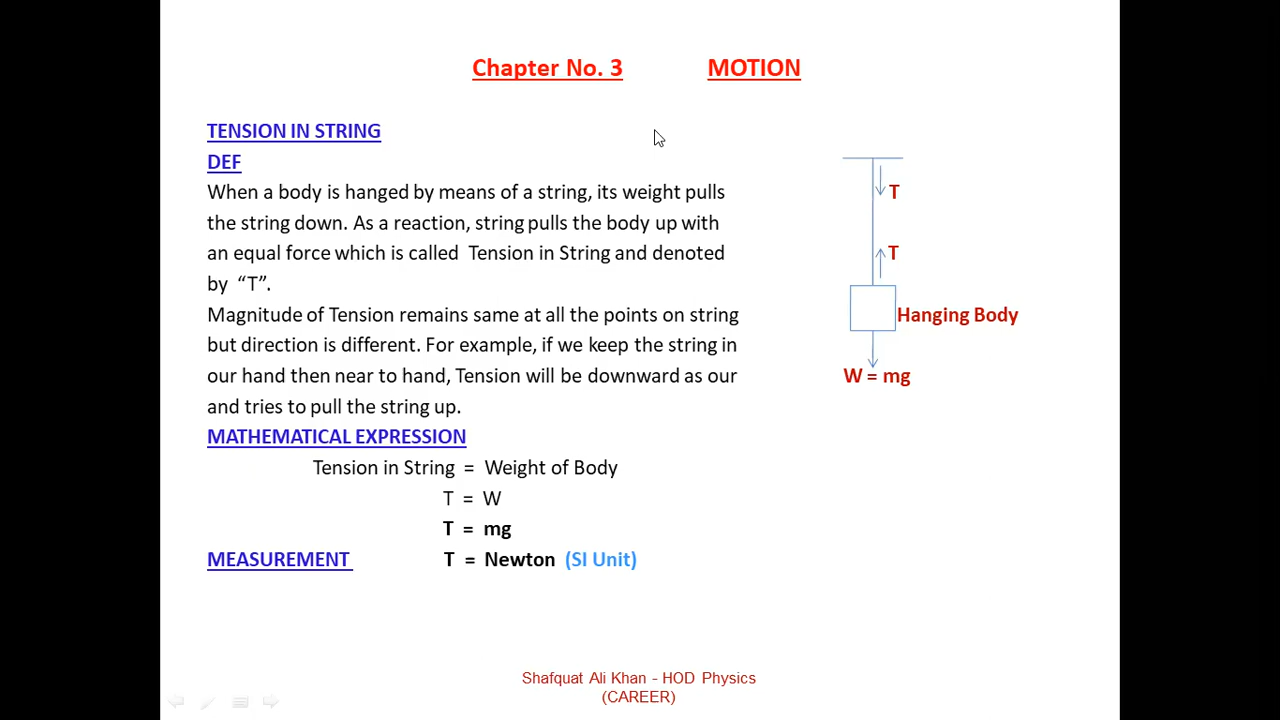 Chapter No. 3 MOTION
TENSION IN STRING
DEF
When a body is hanged by means of a string, its weight pulls
the string down. As a reaction, string pulls the body up with
an equal force which is called Tension in String and denoted
by “T”.
Magnitude of Tension remains same at all the points on string
but direction is different. For example, if we keep the string in
our hand then near to hand, Tension will be downward as our
and tries to pull the string up.
MATHEMATICAL EXPRESSION
Tension in String = Weight of Body
T = W
T = mg
MEASUREMENT T = Newton (SI Unit)
T
T
Hanging Body
W = mg
Shafquat Ali Khan - HOD Physics
(CAREER)